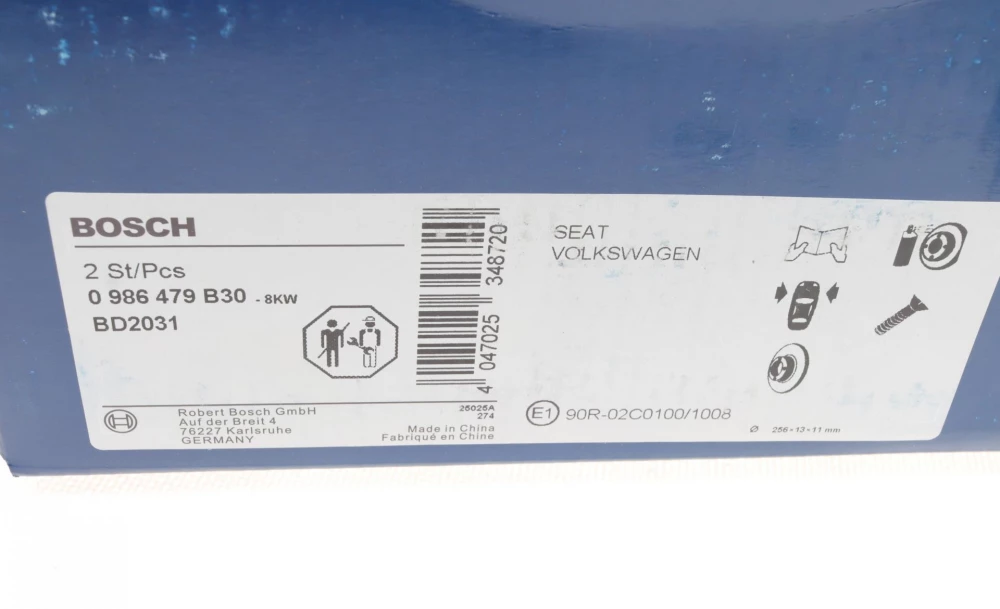 BOSCH
2 St/Pcs
0 986 479 B30 - 8KW
BD2031
Robert Bosch GmbH
Auf der Breit 4
76227 Karlsruhe
GERMANY
25025A
274
Made in China
Fabriqué en Chine
4 047025 348720
SEAT
VOLKSWAGEN
E1 90R-02C0100/1008
Ø 256×13×11 mm